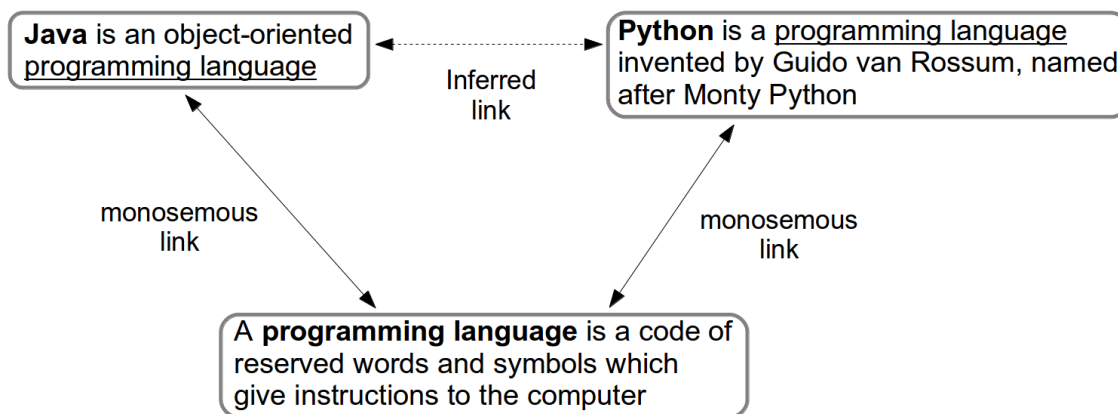 Java is an object-oriented
programming language
Inferred
link
Python is a programming language
invented by Guido van Rossum, named
after Monty Python
monosemous
link
monosemous
link
A programming language is a code of
reserved words and symbols which
give instructions to the computer